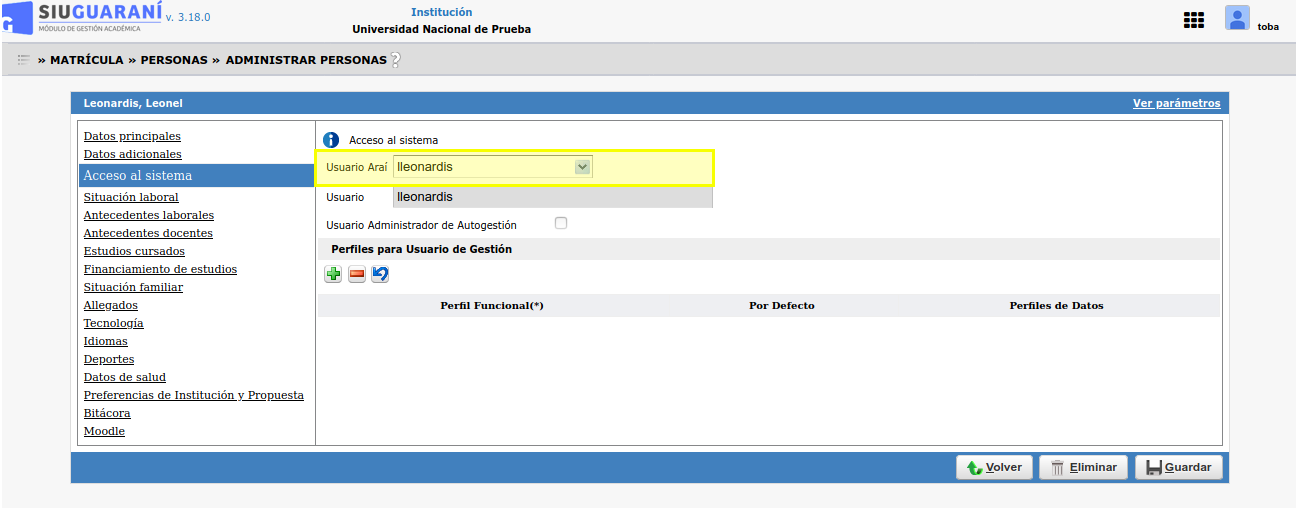 SIUGUARANÍ v. 3.18.0
MÓDULO DE GESTIÓN ACADÉMICA
G
Institución
Universidad Nacional de Prueba
toba
» MATRÍCULA » PERSONAS » ADMINISTRAR PERSONAS ?
Leonardis, Leonel
Ver parámetros
Datos principales
Datos adicionales
Acceso al sistema
Situación laboral
Antecedentes laborales
Antecedentes docentes
Estudios cursados
Financiamiento de estudios
Situación familiar
Allegados
Tecnología
Idiomas
Deportes
Datos de salud
Preferencias de Institución y Propuesta
Bitácora
Moodle
i Acceso al sistema
Usuario Araí lleonardis
Usuario lleonardis
Usuario Administrador de Autogestión
Perfiles para Usuario de Gestión
Perfil Funcional(*) Por Defecto Perfiles de Datos
Volver Eliminar Guardar